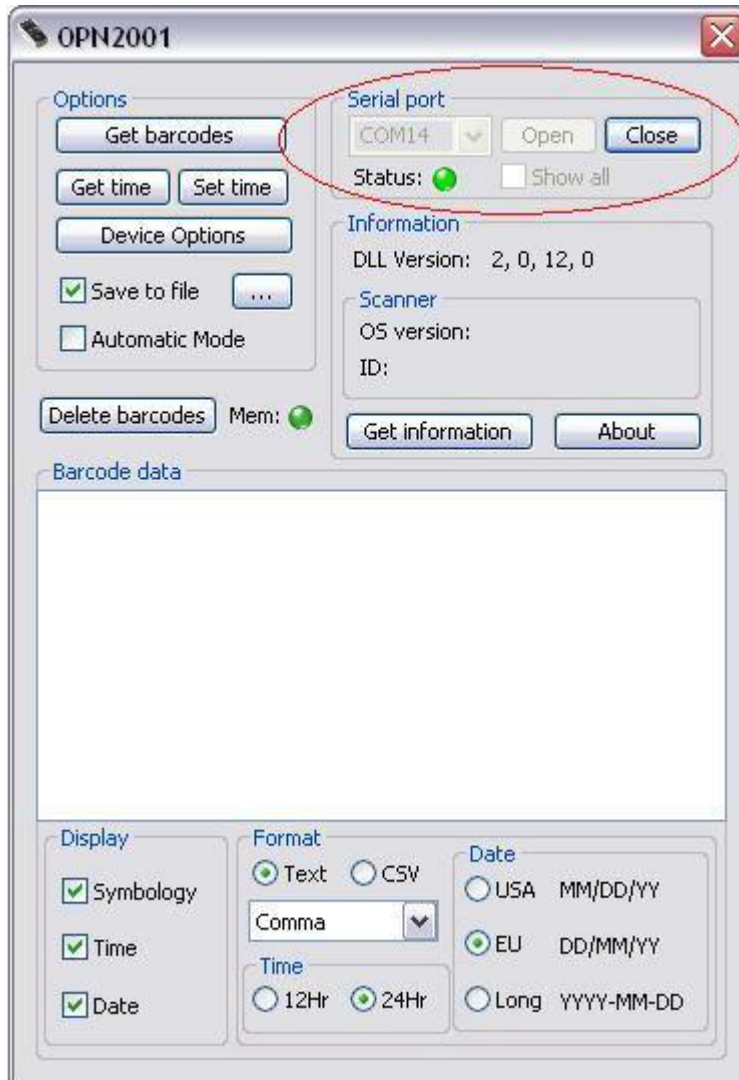 OPN2001
Options
Get barcodes
Get time Set time
Device Options
Save to file ...
Automatic Mode
Delete barcodes Mem:
Serial port
COM14 Open Close
Status: Show all
Information
DLL Version: 2, 0, 12, 0
Scanner
OS version:
ID:
Get information About
Barcode data
Display
Symbology
Time
Date
Format
Text CSV
Comma
Time
12Hr 24Hr
Date
USA MM/DD/YY
EU DD/MM/YY
Long YYYY-MM-DD